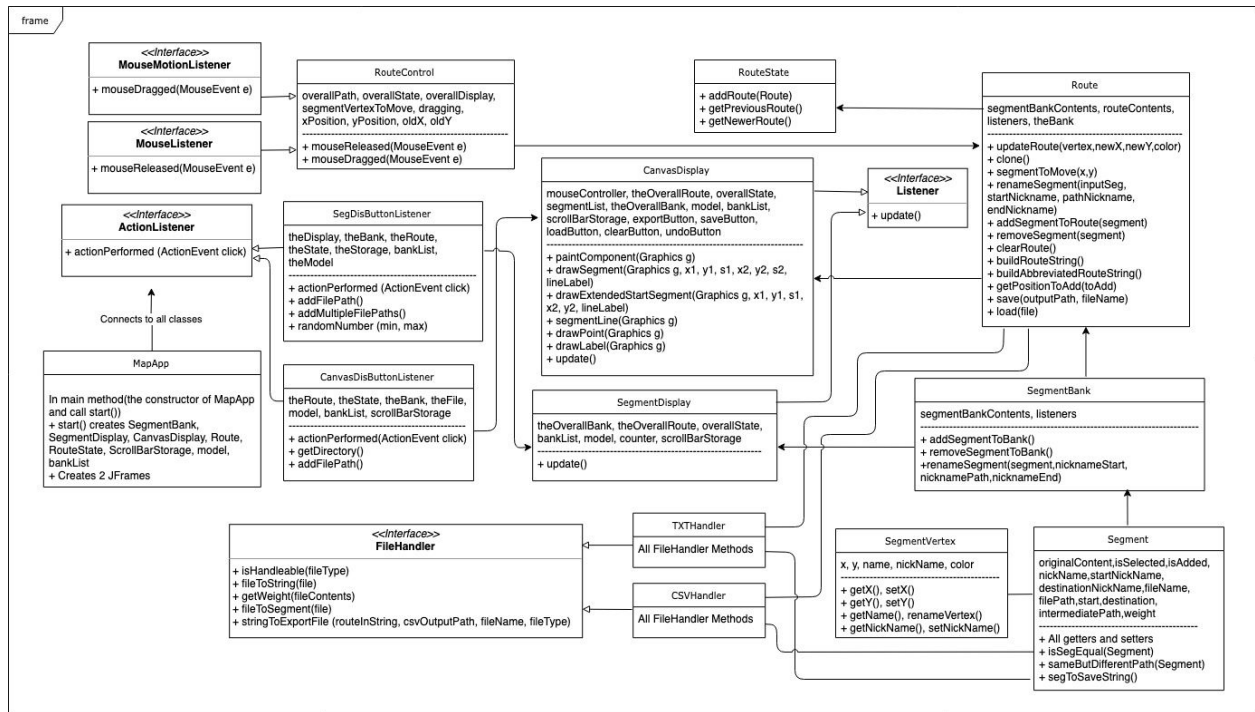 frame
<<Interface>>
MouseMotionListener
+ mouseDragged(MouseEvent e)
<<Interface>>
MouseListener
+ mouseReleased(MouseEvent e)
<<Interface>>
ActionListener
+ actionPerformed (ActionEvent click)
Connects to all classes
MapApp
In main method(the constructor of MapApp
and call start())
+ start() creates SegmentBank,
SegmentDisplay, CanvasDisplay, Route,
RouteState, ScrollBarStorage, model,
bankList
+ Creates 2 JFrames
RouteControl
overallPath, overallState, overallDisplay,
segmentVertexToMove, dragging,
xPosition, yPosition, oldX, oldY
+ mouseReleased(MouseEvent e)
+ mouseDragged(MouseEvent e)
SegDisButtonListener
theDisplay, theBank, theRoute,
theState, theStorage, bankList,
theModel
+ actionPerformed (ActionEvent click)
+ addFilePath()
+ addMultipleFilePaths()
+ randomNumber (min, max)
CanvasDisButtonListener
theRoute, theState, theBank, theFile,
model, bankList, scrollBarStorage
+ actionPerformed(ActionEvent click)
+ getDirectory()
+ addFilePath()
RouteState
+ addRoute(Route)
+ getPreviousRoute()
+ getNewerRoute()
CanvasDisplay
mouseController, theOverallRoute, overallState,
segmentList, theOverallBank, model, bankList,
scrollBarStorage, exportButton, saveButton,
loadButton, clearButton, undoButton
+ paintComponent(Graphics g)
+ drawSegment(Graphics g, x1, y1, s1, x2, y2, s2,
lineLabel)
+ drawExtendedStartSegment(Graphics g, x1, y1, s1,
x2, y2, lineLabel)
+ segmentLine(Graphics g)
+ drawPoint(Graphics g)
+ drawLabel(Graphics g)
+ update()
<<Interface>>
Listener
+ update()
SegmentDisplay
theOverallBank, theOverallRoute, overallState,
bankList, model, counter, scrollBarStorage
+ update()
Route
segmentBankContents, routeContents,
listeners, theBank
+ updateRoute(vertex,newX,newY,color)
+ clone()
+ segmentToMove(x,y)
+ renameSegment(inputSeg,
startNickname, pathNickname,
endNickname)
+ addSegmentToRoute(segment)
+ removeSegment(segment)
+ clearRoute()
+ buildRouteString()
+ buildAbbreviatedRouteString()
+ getPositionToAdd(toAdd)
+ save(outputPath, fileName)
+ load(file)
SegmentBank
segmentBankContents, listeners
+ addSegmentToBank()
+ removeSegmentToBank()
+renameSegment(segment,nicknameStart,
nicknamePath,nicknameEnd)
<<Interface>>
FileHandler
+ isHandleable(fileType)
+ fileToString(file)
+ getWeight(fileContents)
+ fileToSegment(file)
+ stringToExportFile (routeInString, csvOutputPath, fileName, fileType)
TXTHandler
All FileHandler Methods
CSVHandler
All FileHandler Methods
SegmentVertex
x, y, name, nickName, color
+ getX(), setX()
+ getY(), setY()
+ getName(), renameVertex()
+ getNickName(), setNickName()
Segment
originalContent,isSelected,isAdded,
nickName,startNickName,
destinationNickName,fileName,
filePath,start,destination,
intermediatePath,weight
+ All getters and setters
+ isSegEqual(Segment)
+ sameButDifferentPath(Segment)
+ segToSaveString()